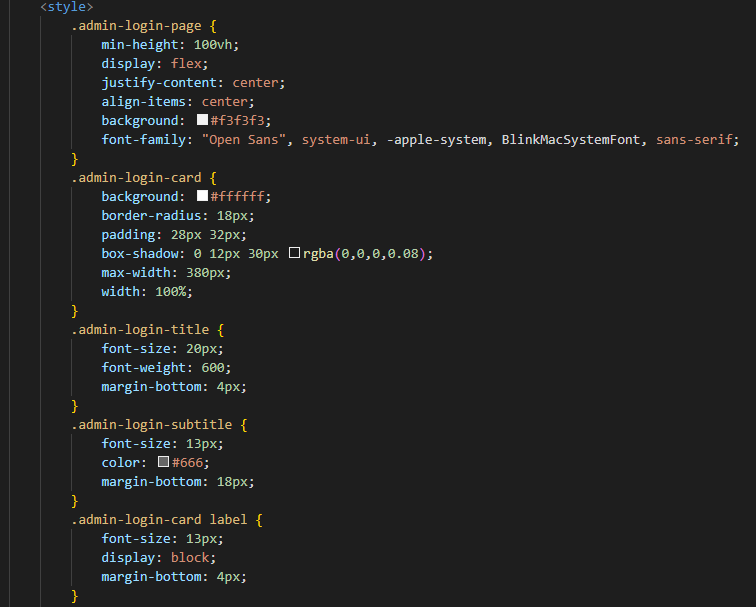 <style>
.admin-login-page {
min-height: 100vh;
display: flex;
justify-content: center;
align-items: center;
background: #f3f3f3;
font-family: "Open Sans", system-ui, -apple-system, BlinkMacSystemFont, sans-serif;
}
.admin-login-card {
background: #ffffff;
border-radius: 18px;
padding: 28px 32px;
box-shadow: 0 12px 30px rgba(0,0,0,0.08);
max-width: 380px;
width: 100%;
}
.admin-login-title {
font-size: 20px;
font-weight: 600;
margin-bottom: 4px;
}
.admin-login-subtitle {
font-size: 13px;
color: #666;
margin-bottom: 18px;
}
.admin-login-card label {
font-size: 13px;
display: block;
margin-bottom: 4px;
}